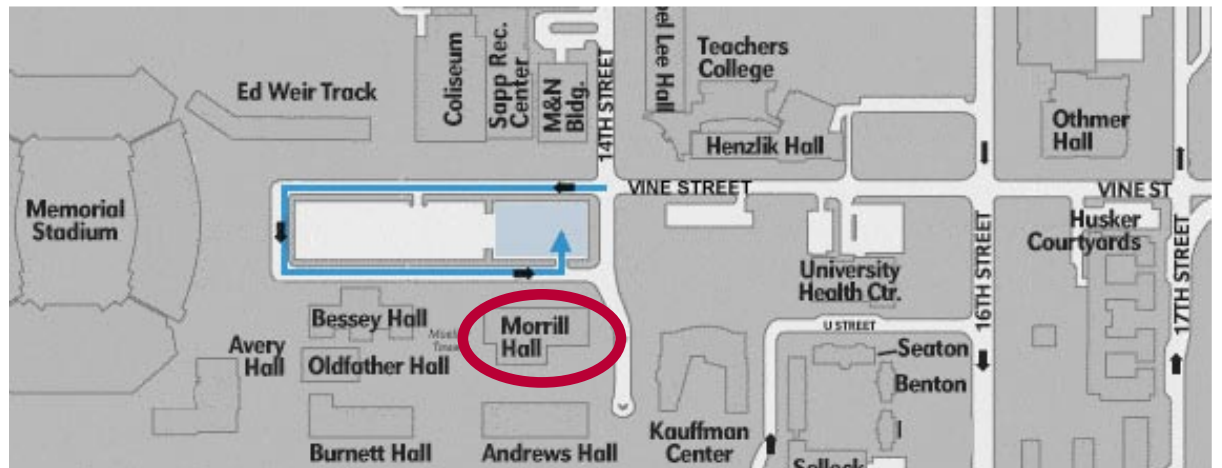 Ed Weir Track
Coliseum
Sapp Rec.
Center
M&N
Bldg.
14TH STREET
Lee Hall
Teachers
College
Henzlik Hall
Othmer
Hall
VINE STREET
VINE ST
Memorial
Stadium
Husker
Courtyards
University
Health Ctr.
16TH STREET
17TH STREET
U STREET
Bessey Hall
Morrill
Hall
Avery
Hall
Oldfather Hall
Seaton
Benton
Burnett Hall
Andrews Hall
Kauffman
Center